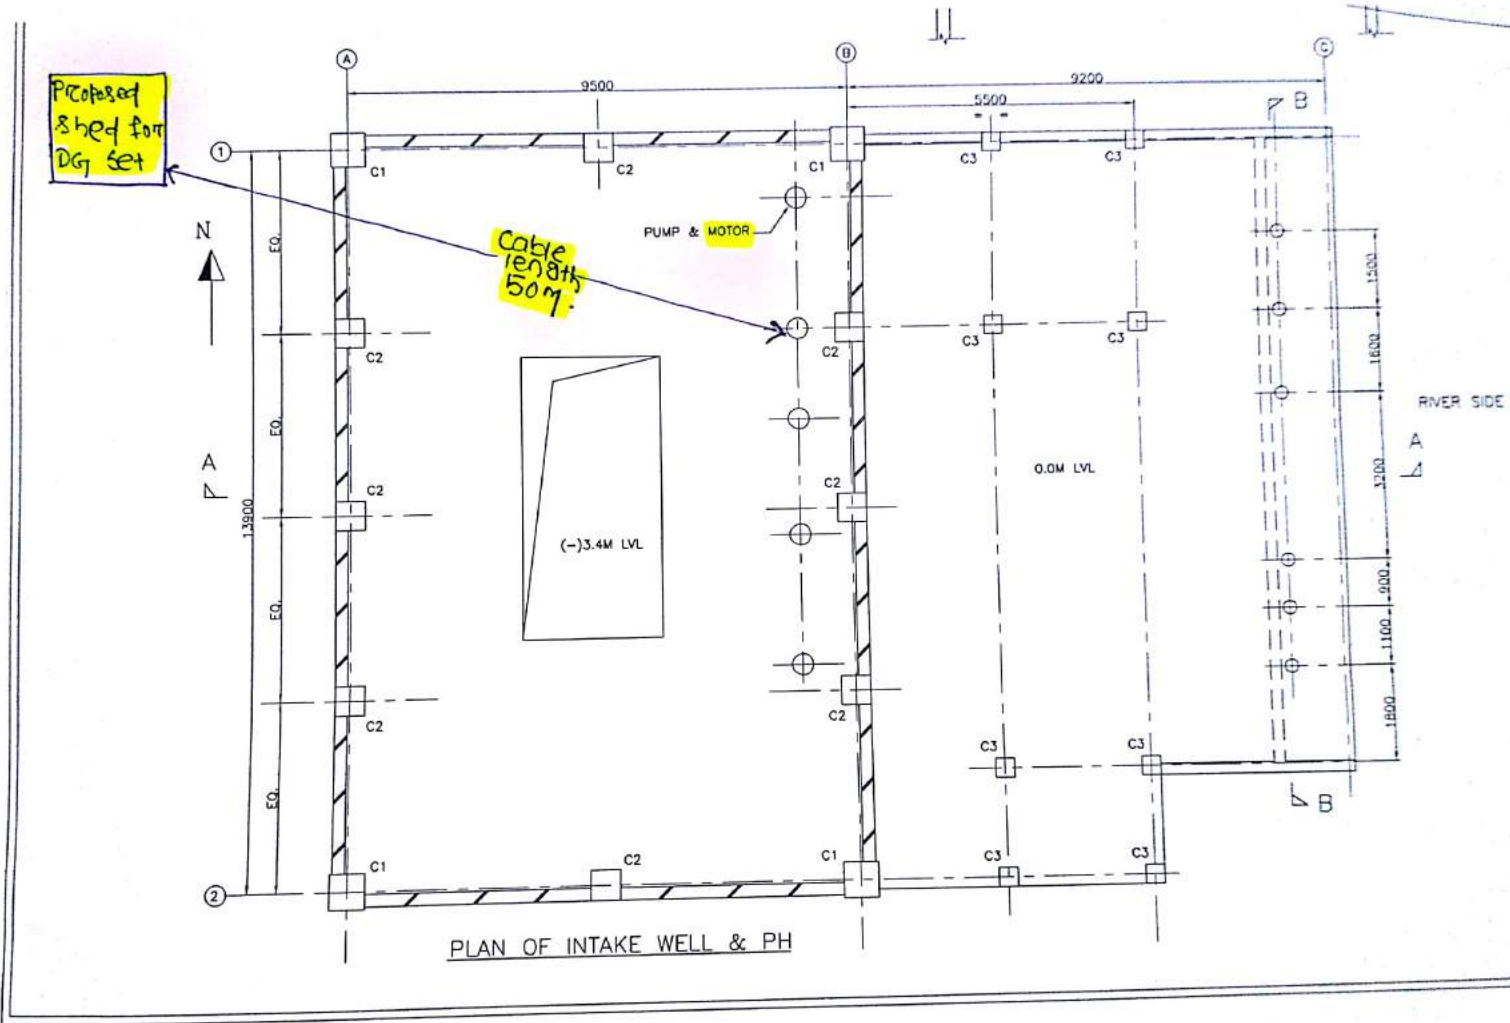 A
B
C
9500
9200
5500
B
Proposed
shed for
DG set
1
C1
C2
C1
C3
C3
PUMP & MOTOR
N
EQ.
Cable
length
50m.
1500
C2
C2
C3
C3
1600
RIVER SIDE
EQ.
A
A
0.0M LVL
3200
C2
C2
13900
(-)3.4M LVL
900
EQ.
1100
C2
C2
1800
C3
C3
EQ.
B
C1
C2
C1
C3
C3
2
PLAN OF INTAKE WELL & PH